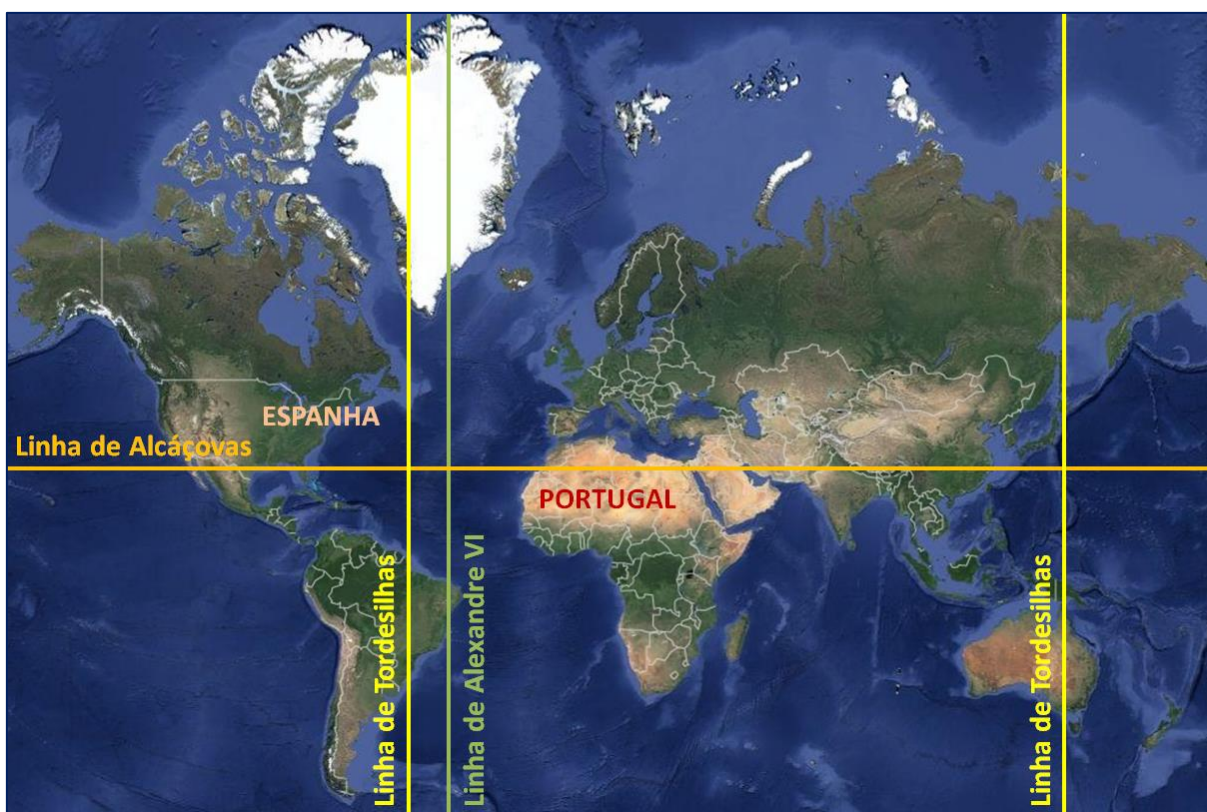 ESPANHA
Linha de Alcáçovas
PORTUGAL
Linha de Tordesilhas
Linha de Alexandre VI
Linha de Tordesilhas